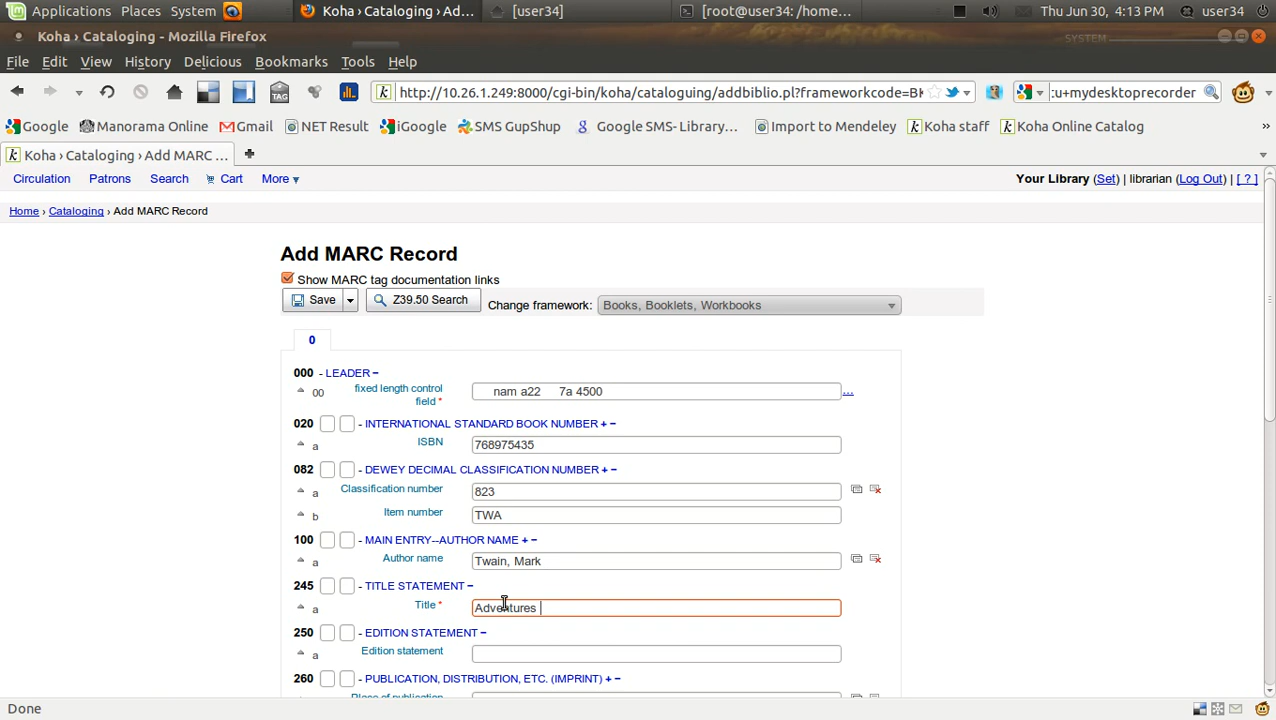 Applications Places System Koha › Cataloging › Ad... [user34] [root@user34: /home... Thu Jun 30, 4:13 PM user34
Koha › Cataloging - Mozilla Firefox SYSTEM
File Edit View History Delicious Bookmarks Tools Help
http://10.26.1.249:8000/cgi-bin/koha/cataloguing/addbiblio.pl?frameworkcode=BK :u+mydesktoprecorder
Google Manorama Online Gmail NET Result iGoogle SMS GupShup Google SMS- Library... Import to Mendeley Koha staff Koha Online Catalog »
Koha › Cataloging › Add MARC ...
Circulation Patrons Search Cart More ▾ Your Library (Set) | librarian (Log Out) | [ ? ]
Home › Cataloging › Add MARC Record
Add MARC Record
Show MARC tag documentation links
Save Z39.50 Search Change framework: Books, Booklets, Workbooks
0
000 - LEADER −
00 fixed length control field * nam a22 7a 4500 ...
020 - INTERNATIONAL STANDARD BOOK NUMBER + −
a ISBN 768975435
082 - DEWEY DECIMAL CLASSIFICATION NUMBER + −
a Classification number 823
b Item number TWA
100 - MAIN ENTRY--AUTHOR NAME + −
a Author name Twain, Mark
245 - TITLE STATEMENT −
a Title * Adventures
250 - EDITION STATEMENT −
a Edition statement
260 - PUBLICATION, DISTRIBUTION, ETC. (IMPRINT) + −
Place of publication
Done